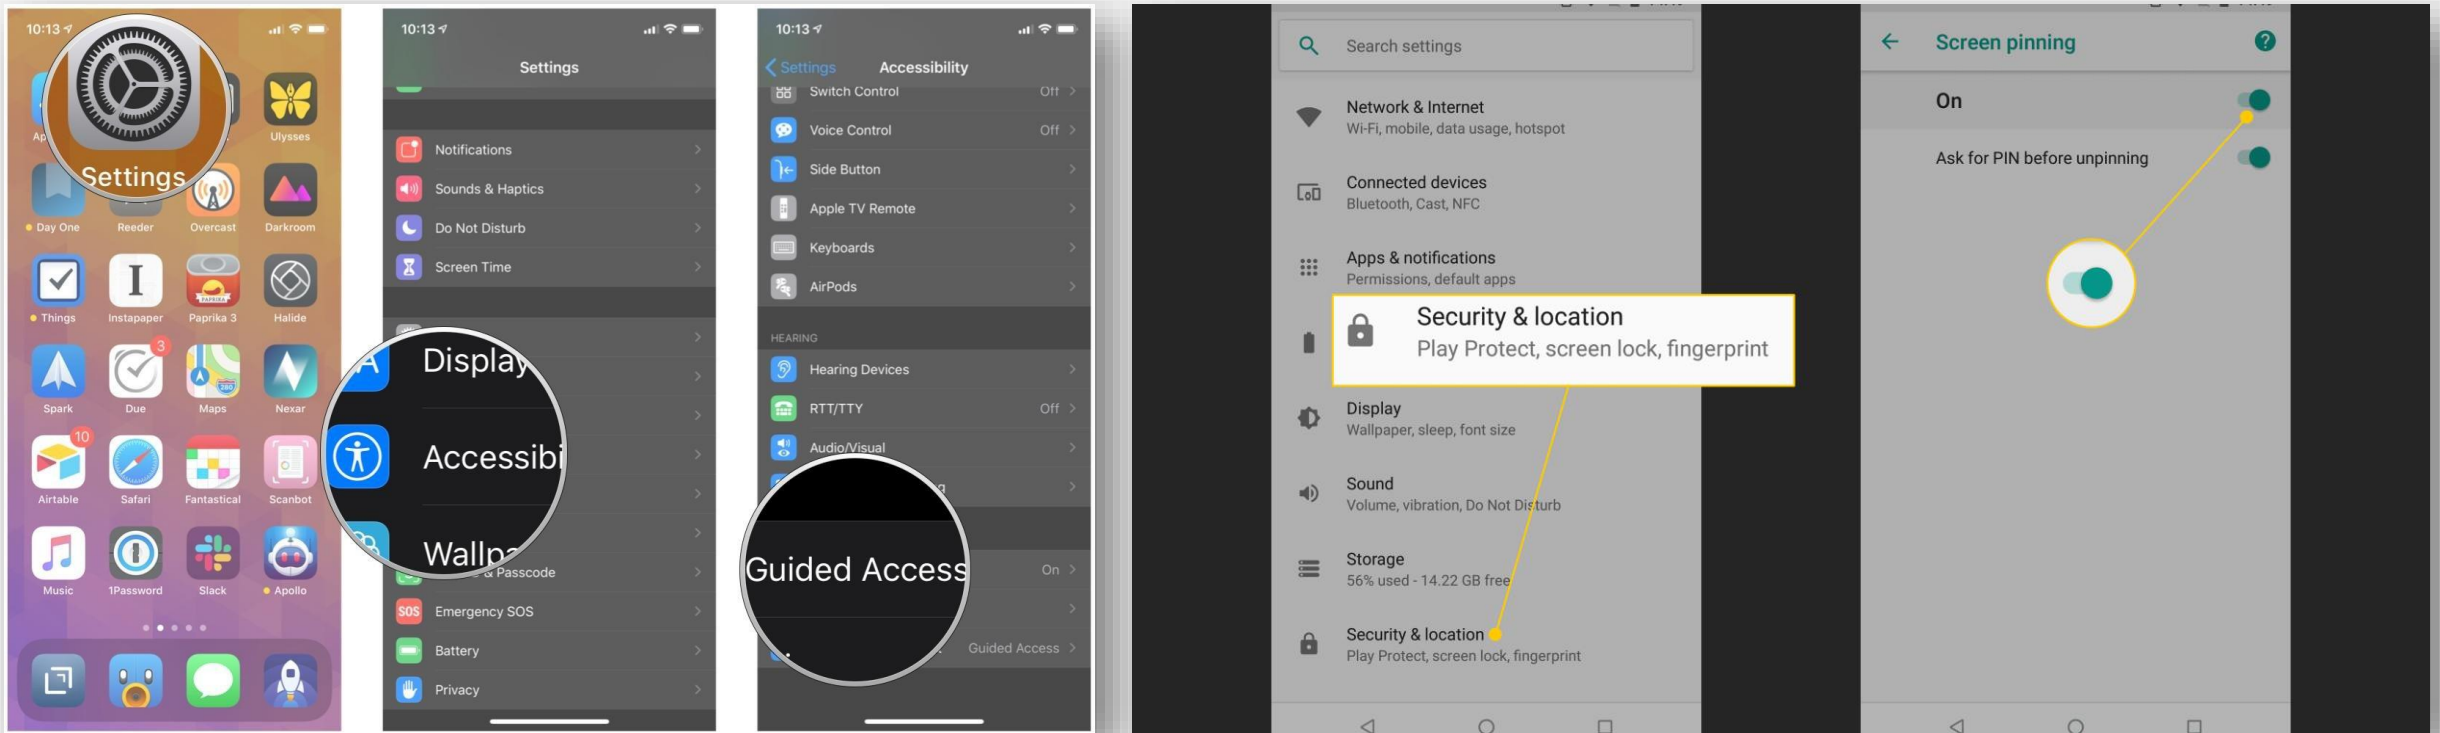 10:13
Settings
Ulysses
Day One
Reeder
Overcast
Darkroom
Things
Instapaper
Paprika 3
Halide
3
Spark
Due
Maps
Nexar
10
Airtable
Safari
Fantastical
Scanbot
Music
1Password
Slack
Apollo
10:13
Settings
Notifications
Sounds & Haptics
Do Not Disturb
Screen Time
Display
Accessibi
Wallpa
& Passcode
SOS Emergency SOS
Battery
Privacy
10:13
Settings Accessibility
Switch Control Off
Voice Control Off
Side Button
Apple TV Remote
Keyboards
AirPods
HEARING
Hearing Devices
RTT/TTY Off
Audio/Visual
Guided Access On
Guided Access
Search settings
Network & Internet
Wi-Fi, mobile, data usage, hotspot
Connected devices
Bluetooth, Cast, NFC
Apps & notifications
Permissions, default apps
Security & location
Play Protect, screen lock, fingerprint
Display
Wallpaper, sleep, font size
Sound
Volume, vibration, Do Not Disturb
Storage
56% used - 14.22 GB free
Security & location
Play Protect, screen lock, fingerprint
Screen pinning
On
Ask for PIN before unpinning